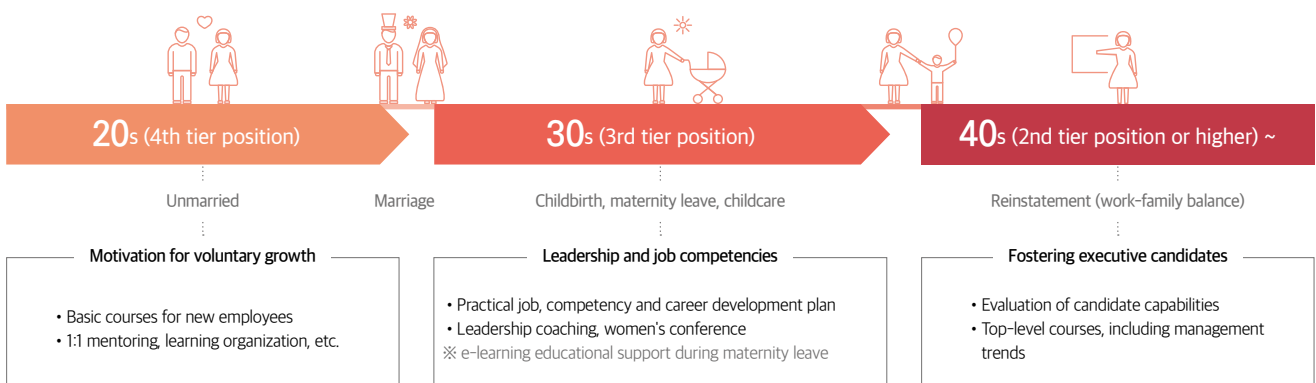 20s (4th tier position)
30s (3rd tier position)
40s (2nd tier position or higher) ~
Unmarried
Marriage
Childbirth, maternity leave, childcare
Reinstatement (work-family balance)
Motivation for voluntary growth
• Basic courses for new employees
• 1:1 mentoring, learning organization, etc.
Leadership and job competencies
• Practical job, competency and career development plan
• Leadership coaching, women's conference
※ e-learning educational support during maternity leave
Fostering executive candidates
• Evaluation of candidate capabilities
• Top-level courses, including management
trends